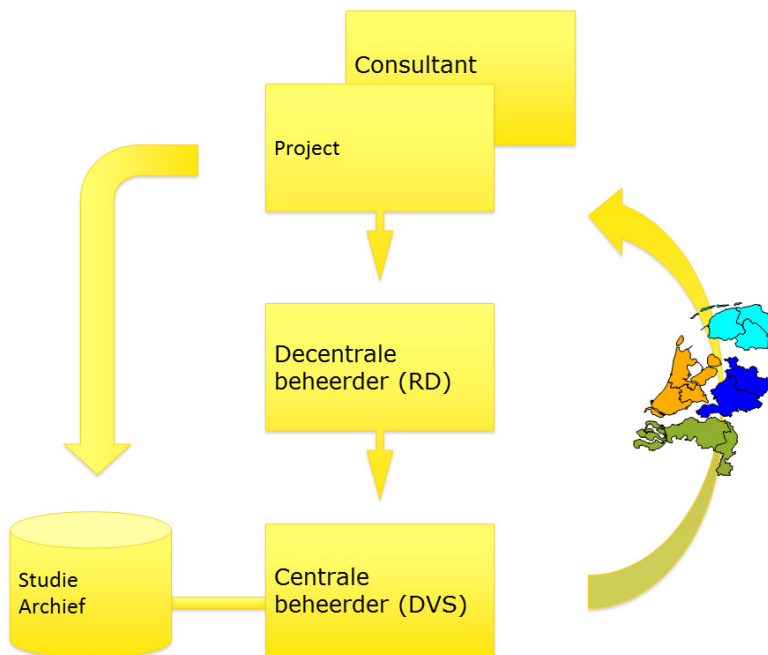 Consultant
Project
Decentrale
beheerder (RD)
Studie
Archief
Centrale
beheerder (DVS)